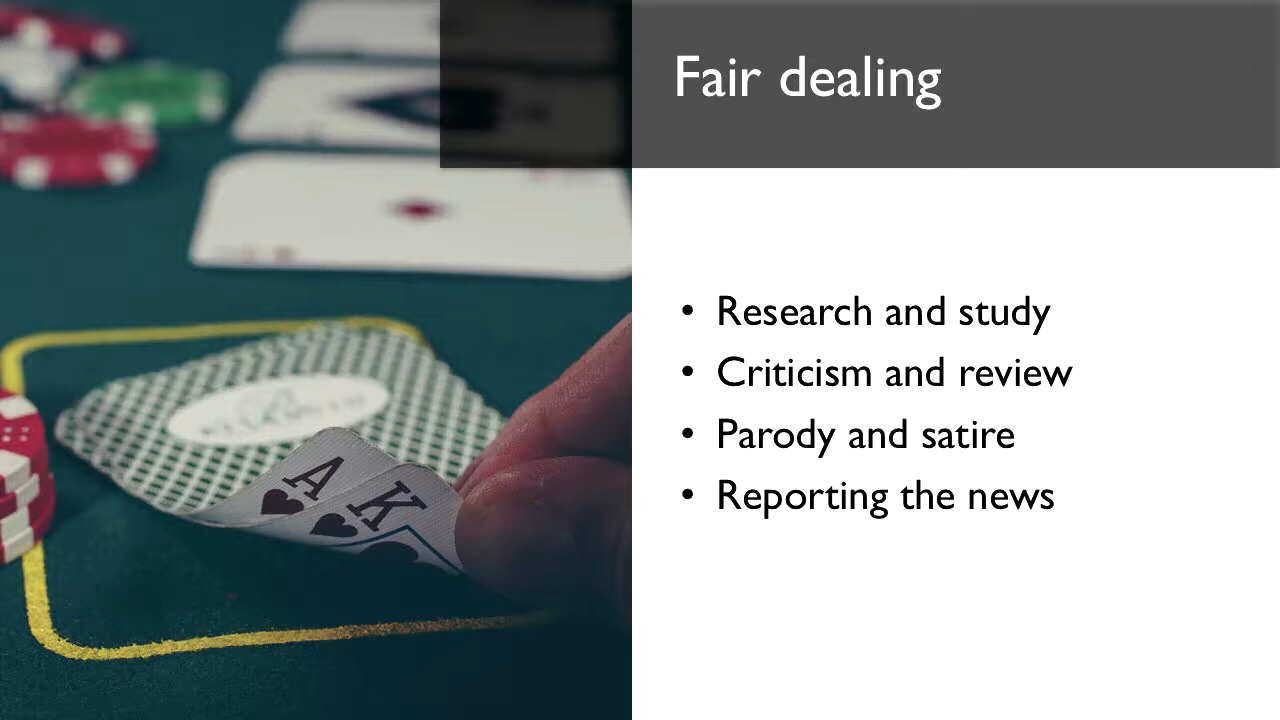 Fair dealing
• Research and study
• Criticism and review
• Parody and satire
• Reporting the news
A K